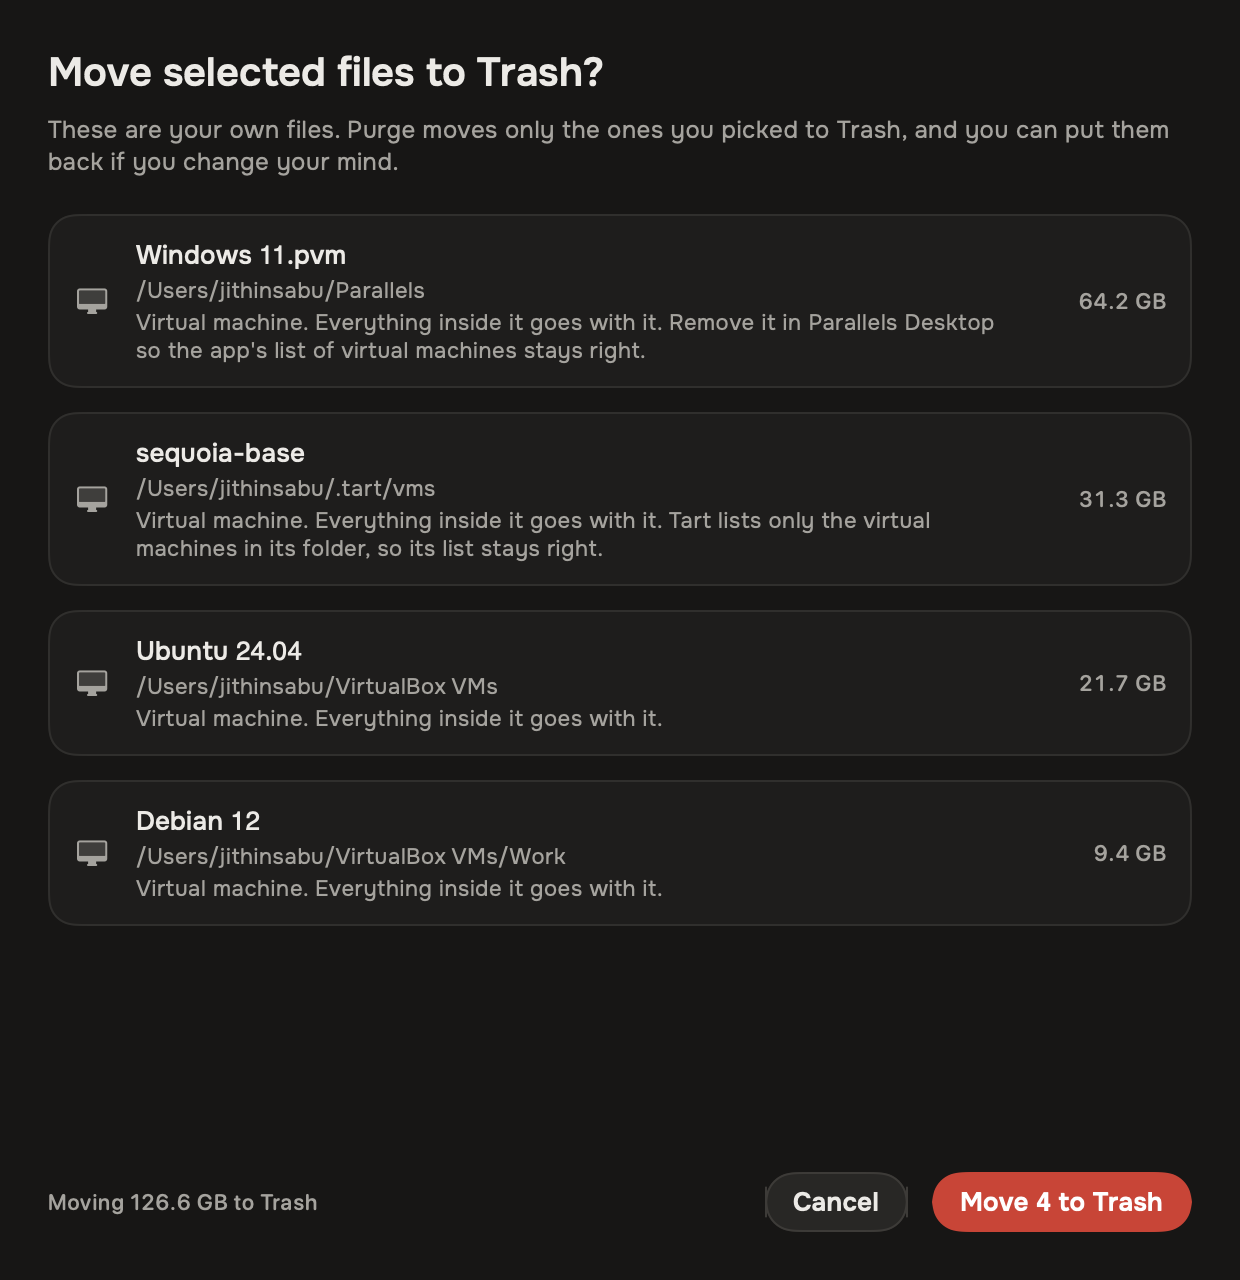 Move selected files to Trash?
These are your own files. Purge moves only the ones you picked to Trash, and you can put them
back if you change your mind.
Windows 11.pvm
/Users/jithinsabu/Parallels
Virtual machine. Everything inside it goes with it. Remove it in Parallels Desktop
so the app's list of virtual machines stays right.
64.2 GB
sequoia-base
/Users/jithinsabu/.tart/vms
Virtual machine. Everything inside it goes with it. Tart lists only the virtual
machines in its folder, so its list stays right.
31.3 GB
Ubuntu 24.04
/Users/jithinsabu/VirtualBox VMs
Virtual machine. Everything inside it goes with it.
21.7 GB
Debian 12
/Users/jithinsabu/VirtualBox VMs/Work
Virtual machine. Everything inside it goes with it.
9.4 GB
Moving 126.6 GB to Trash
Cancel
Move 4 to Trash